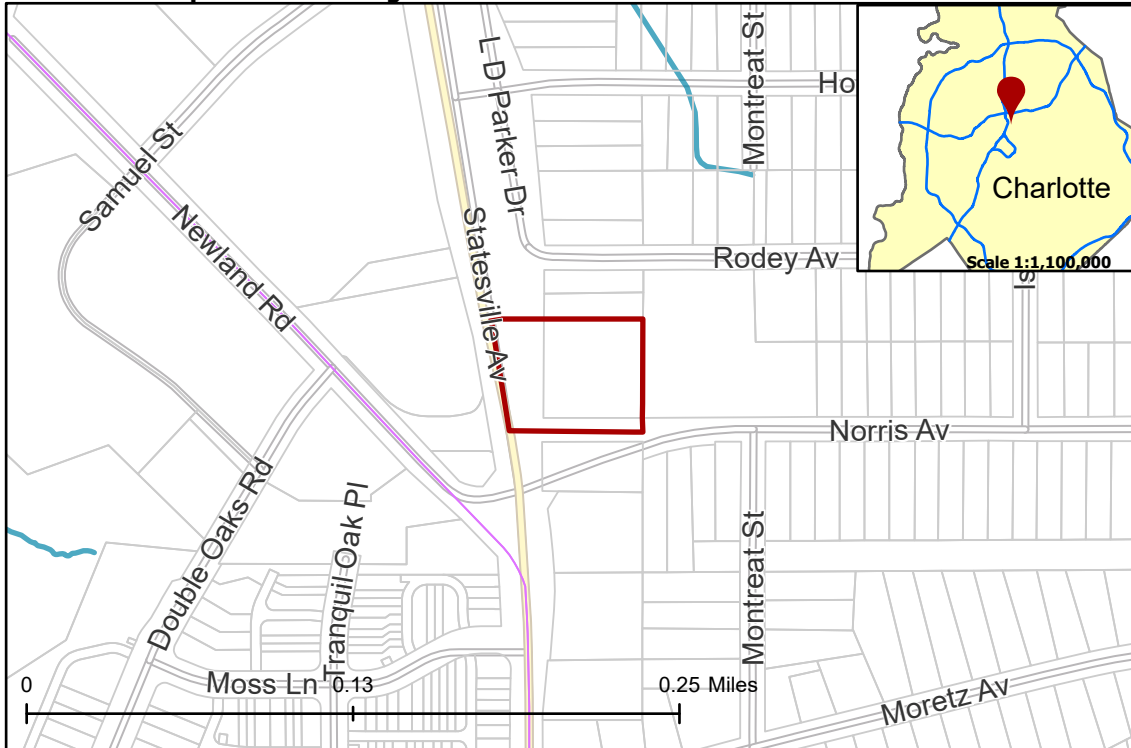 L D Parker Dr
Montreat St
Ho
Samuel St
Charlotte
Scale 1:1,100,000
Newland Rd
Statesville Av
Rodey Av
Is
Norris Av
Double Oaks Rd
Tranquil Oak Pl
Montreat St
Moss Ln
Moretz Av
0
0.13
0.25 Miles